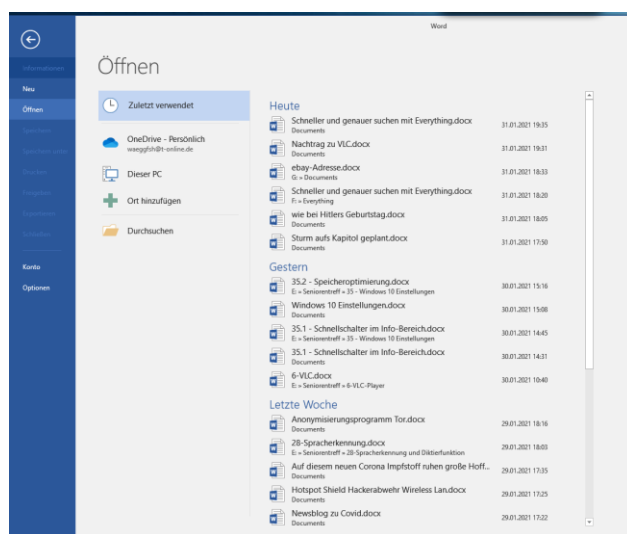 Word
Informationen
Neu
Öffnen
Speichern
Speichern unter
Drucken
Freigeben
Exportieren
Schließen
Konto
Optionen
Öffnen
Zuletzt verwendet
OneDrive - Persönlich
waeggfsh@t-online.de
Dieser PC
Ort hinzufügen
Durchsuchen
Heute
Schneller und genauer suchen mit Everything.docx 31.01.2021 19:35
Documents
Nachtrag zu VLC.docx 31.01.2021 19:31
Documents
ebay-Adresse.docx 31.01.2021 18:33
G: » Documents
Schneller und genauer suchen mit Everything.docx 31.01.2021 18:20
F: » Everything
wie bei Hitlers Geburtstag.docx 31.01.2021 18:05
Documents
Sturm aufs Kapitol geplant.docx 31.01.2021 17:50
Documents
Gestern
35.2 - Speicheroptimierung.docx 30.01.2021 15:16
E: » Seniorentreff » 35 - Windows 10 Einstellungen
Windows 10 Einstellungen.docx 30.01.2021 15:08
Documents
35.1 - Schnellschalter im Info-Bereich.docx 30.01.2021 14:45
E: » Seniorentreff » 35 - Windows 10 Einstellungen
35.1 - Schnellschalter im Info-Bereich.docx 30.01.2021 14:31
Documents
6-VLC.docx 30.01.2021 10:40
E: » Seniorentreff » 6-VLC-Player
Letzte Woche
Anonymisierungsprogramm Tor.docx 29.01.2021 18:16
Documents
28-Spracherkennung.docx 29.01.2021 18:03
E: » Seniorentreff » 28-Spracherkennung und Diktierfunktion
Auf diesem neuen Corona Impfstoff ruhen große Hoff... 29.01.2021 17:35
Documents
Hotspot Shield Hackerabwehr Wireless Lan.docx 29.01.2021 17:25
Documents
Newsblog zu Covid.docx 29.01.2021 17:22
Documents